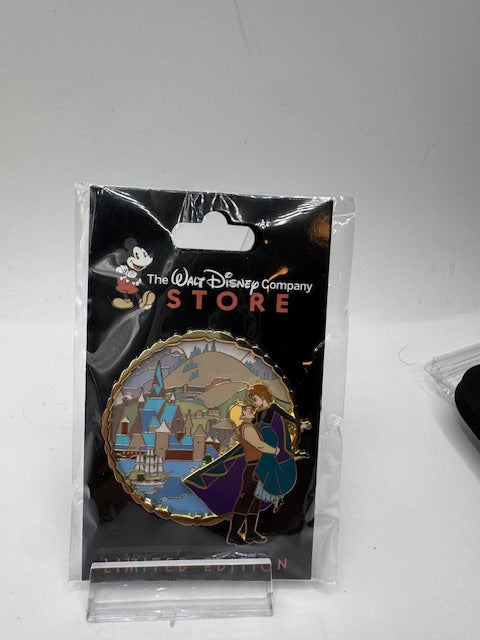 The WALT DISNEY Company
STORE
LIMITED EDITION